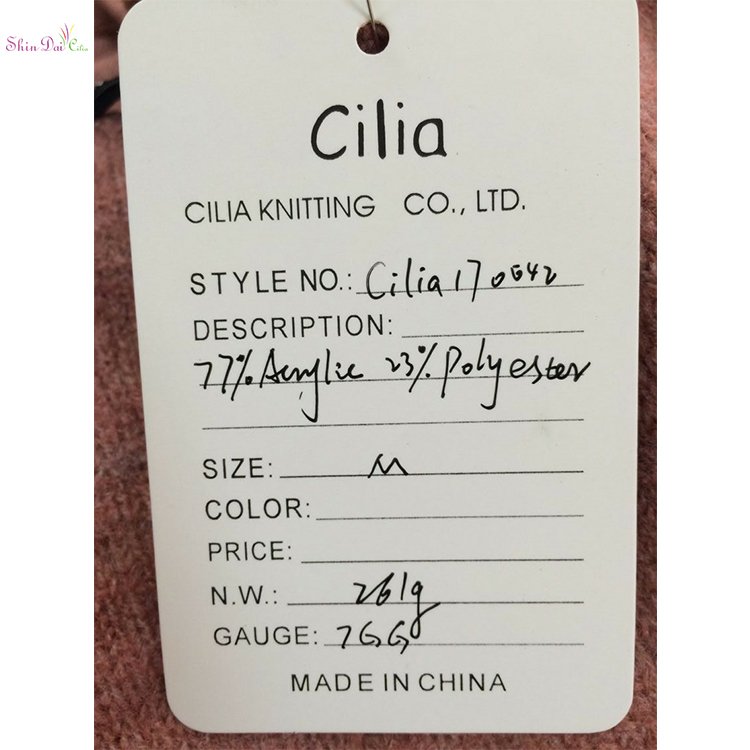 Shin Dai Cilia
Cilia
CILIA KNITTING CO., LTD.
STYLE NO.: Cilia170642
DESCRIPTION:
77% Acrylic 23% Polyester
SIZE: M
COLOR:
PRICE:
N.W.: 261g
GAUGE: 7GG
MADE IN CHINA